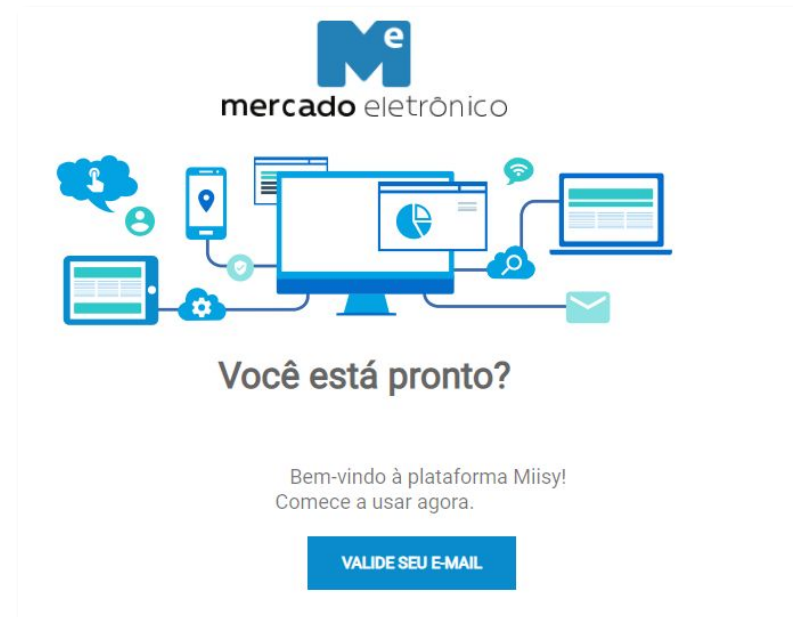 Me
mercado eletrônico
Você está pronto?
Bem-vindo à plataforma Miisy!
Comece a usar agora.
VALIDE SEU E-MAIL